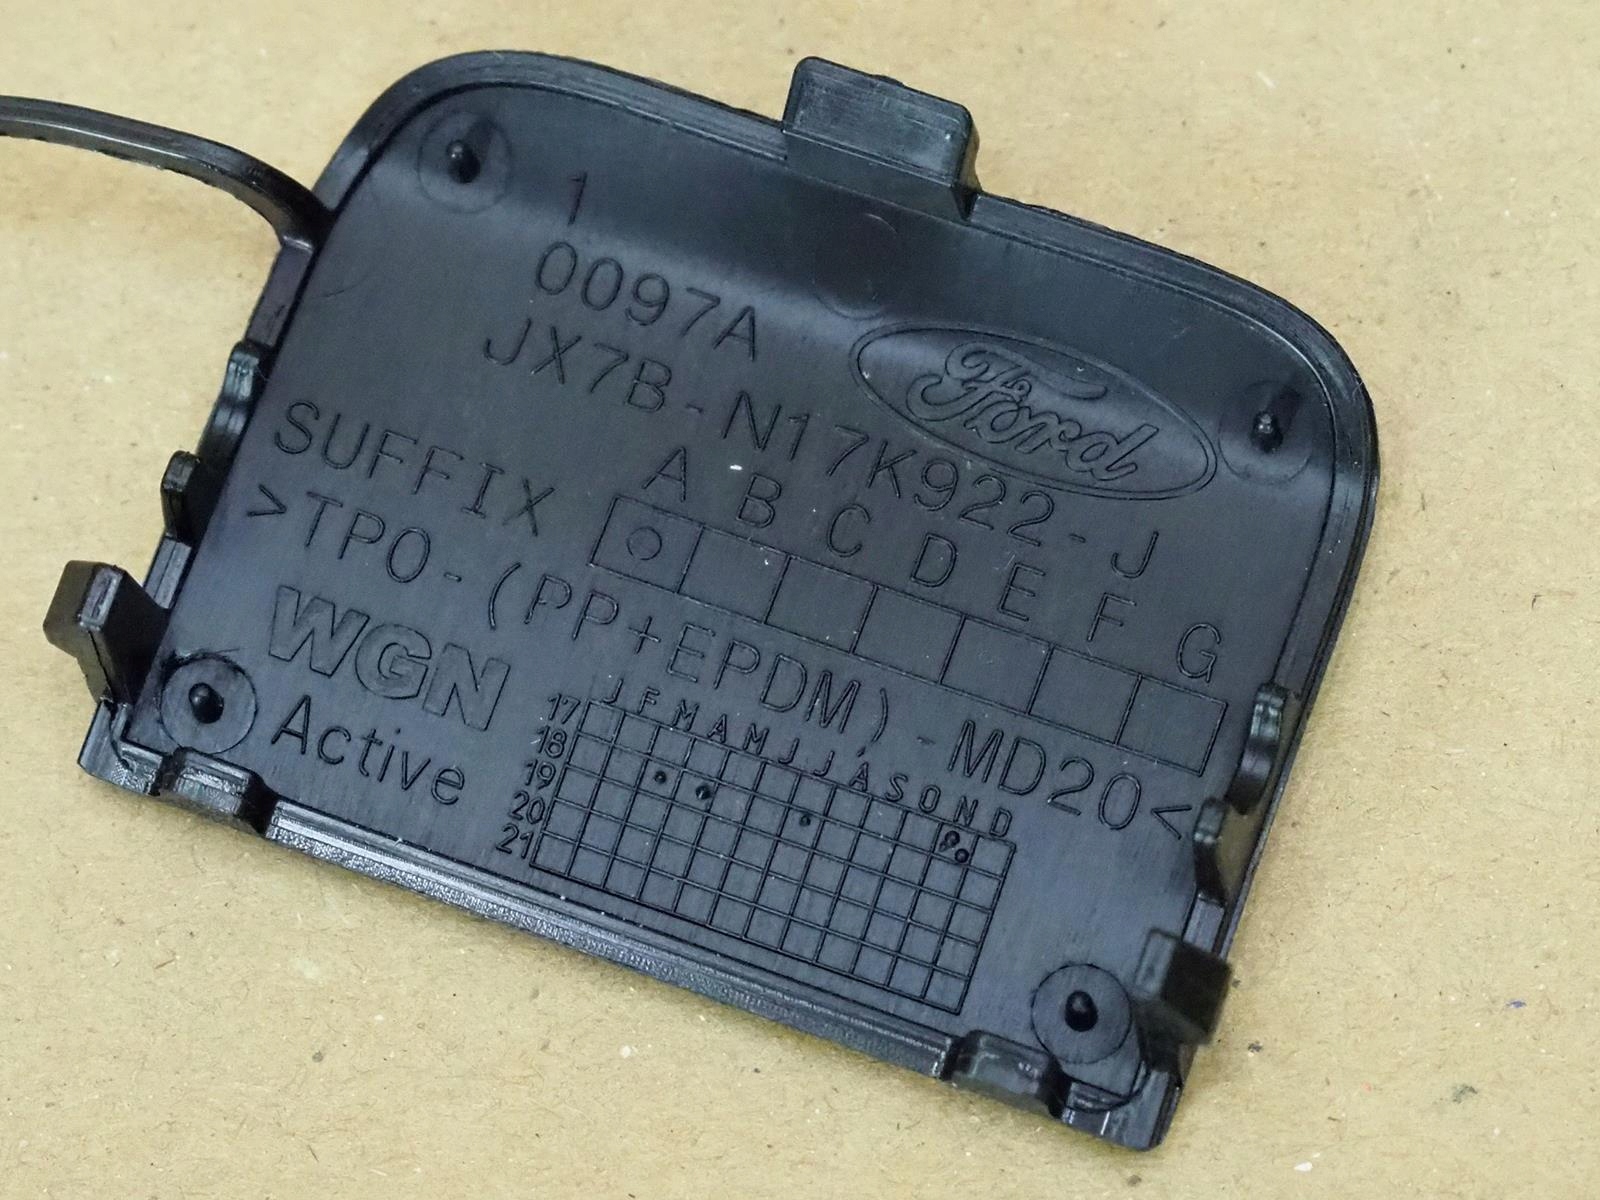 1
0097A
JX7B-N17K922-J
Ford
A B C D E F G
SUFFIX
>TPO-(PP+EPDM)-MD20<
WGN
Active
J F M A M J J A S O N D
17
18
19
20
21